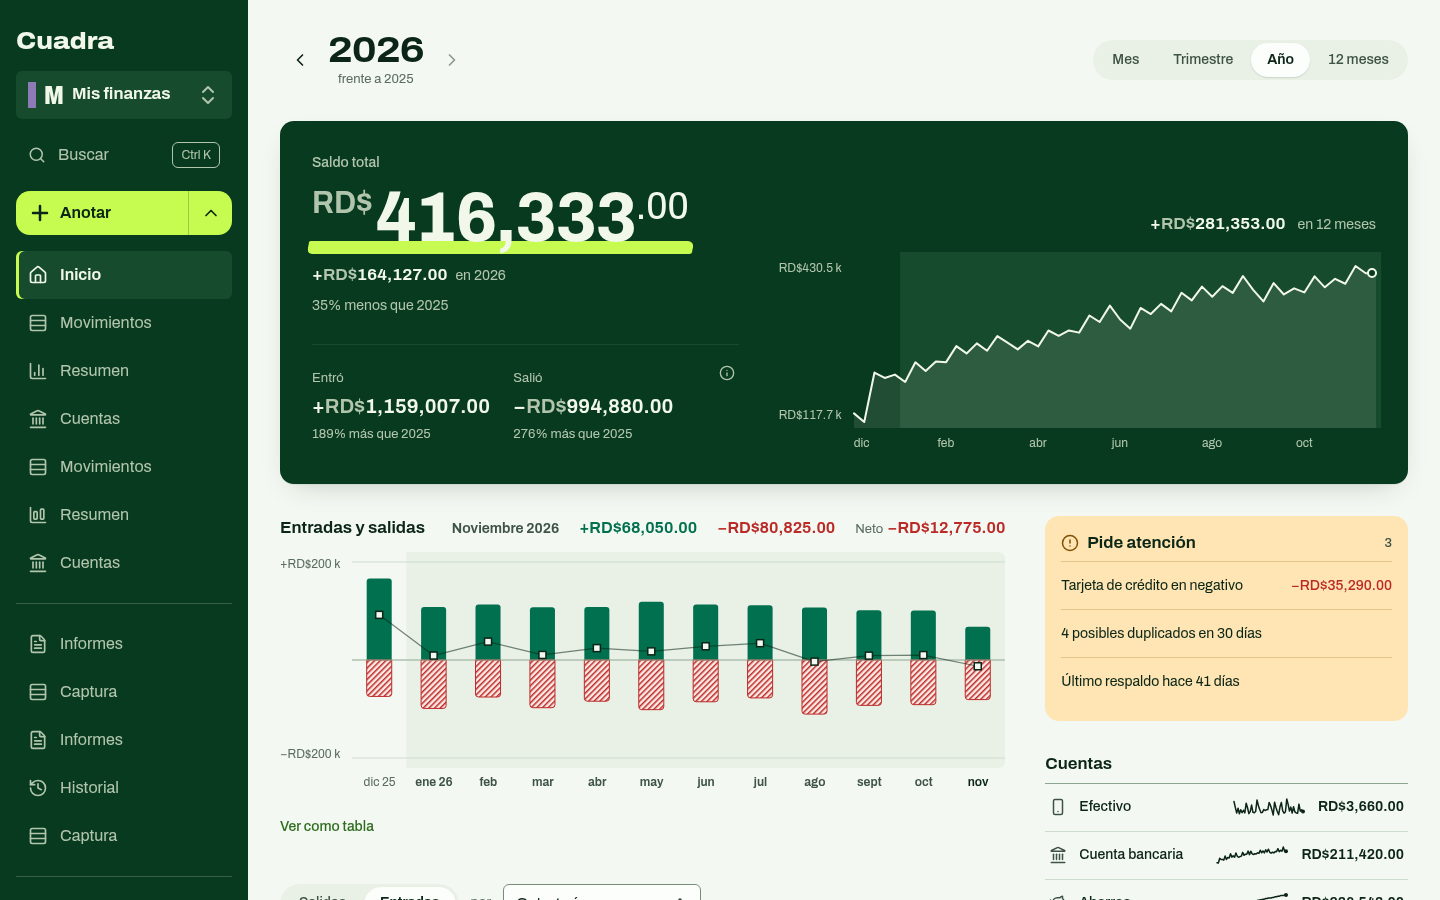 Cuadra
M Mis finanzas
Buscar Ctrl K
Anotar
Inicio
Movimientos
Resumen
Cuentas
Movimientos
Resumen
Cuentas
Informes
Captura
Informes
Historial
Captura
2026
frente a 2025
Mes Trimestre Año 12 meses
Saldo total
RD$416,333.00
+RD$164,127.00 en 2026
35% menos que 2025
Entró
+RD$1,159,007.00
189% más que 2025
Salió
−RD$994,880.00
276% más que 2025
+RD$281,353.00 en 12 meses
RD$430.5 k
RD$117.7 k
dic feb abr jun ago oct
Entradas y salidas Noviembre 2026 +RD$68,050.00 −RD$80,825.00 Neto −RD$12,775.00
+RD$200 k
−RD$200 k
dic 25 ene 26 feb mar abr may jun jul ago sept oct nov
Ver como tabla
Salidas Entradas por
Pide atención 3
Tarjeta de crédito en negativo −RD$35,290.00
4 posibles duplicados en 30 días
Último respaldo hace 41 días
Cuentas
Efectivo RD$3,660.00
Cuenta bancaria RD$211,420.00